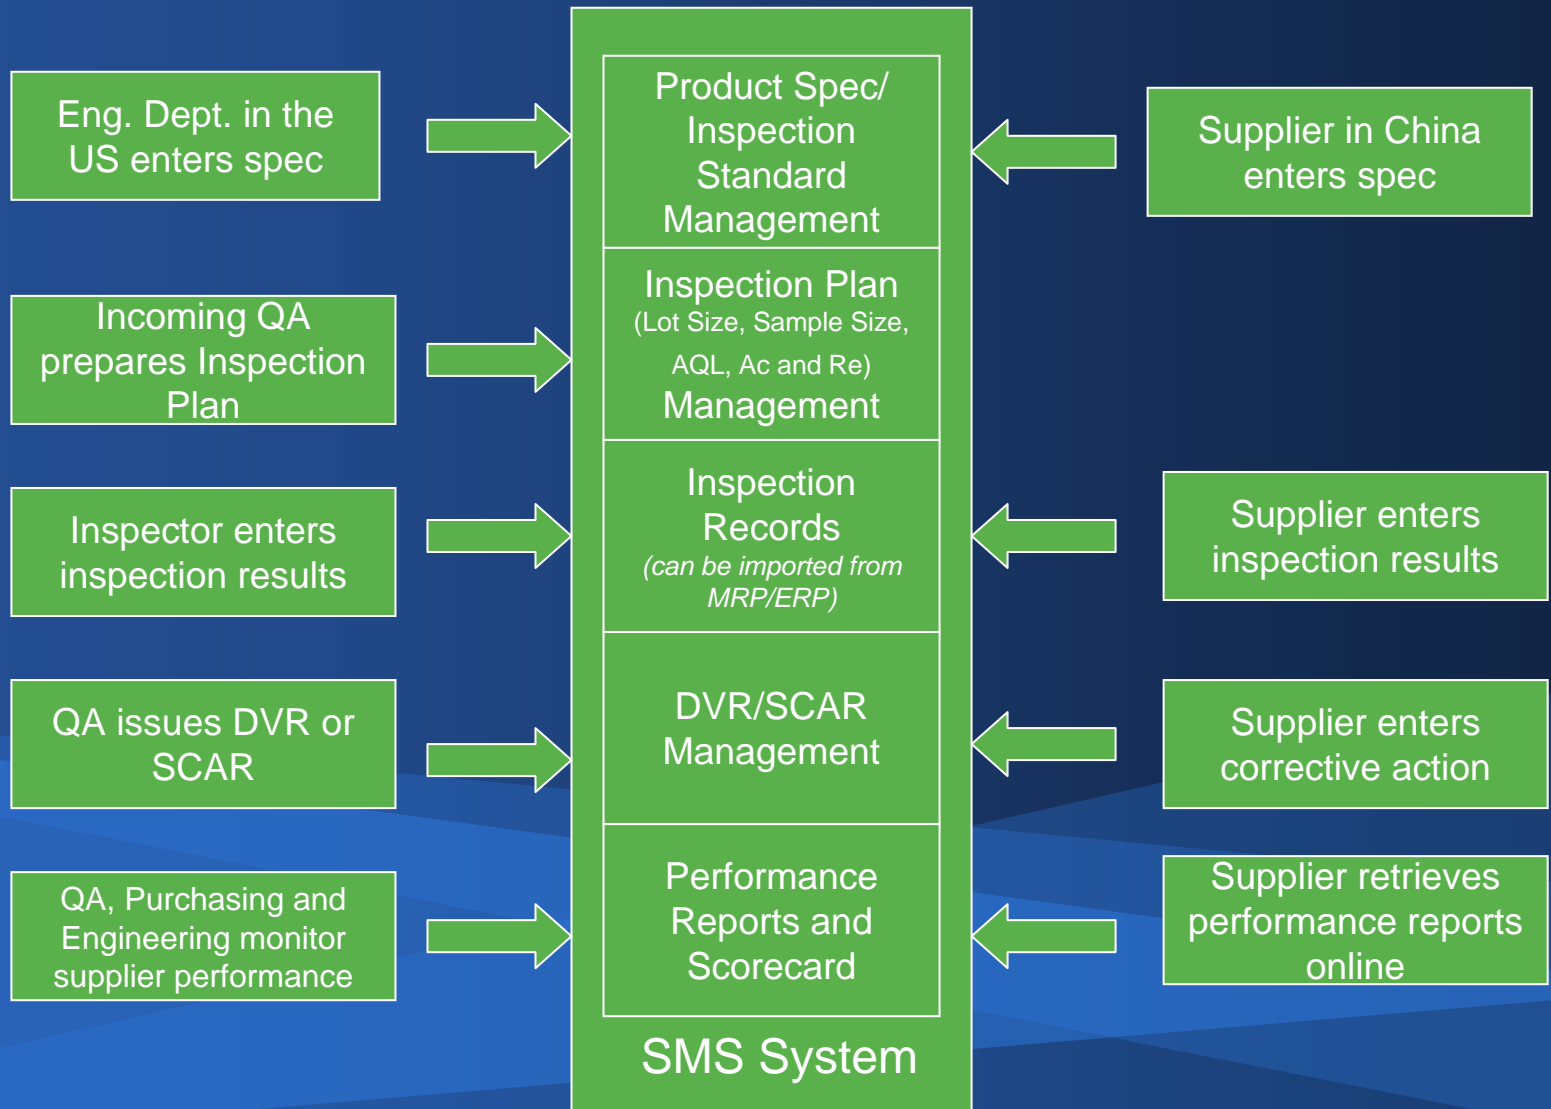 Eng. Dept. in the
US enters spec
Product Spec/
Inspection
Standard
Management
Supplier in China
enters spec
Incoming QA
prepares Inspection
Plan
Inspection Plan
(Lot Size, Sample Size,
AQL, Ac and Re)
Management
Inspector enters
inspection results
Inspection
Records
(can be imported from
MRP/ERP)
Supplier enters
inspection results
QA issues DVR or
SCAR
DVR/SCAR
Management
Supplier enters
corrective action
QA, Purchasing and
Engineering monitor
supplier performance
Performance
Reports and
Scorecard
Supplier retrieves
performance reports
online
SMS System